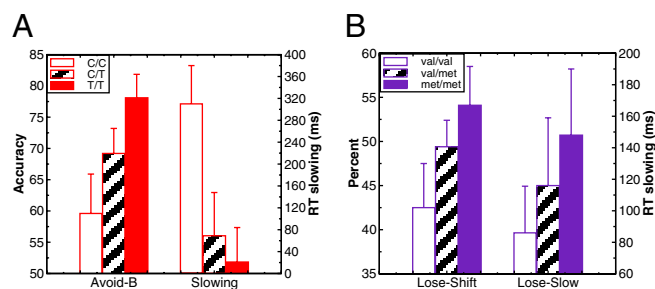 A
B
85
80
75
70
65
60
55
50
Accuracy
C/C
C/T
T/T
400
360
320
280
240
200
160
120
80
40
0
RT slowing (ms)
Avoid-B
Slowing
60
55
50
45
40
35
Percent
val/val
val/met
met/met
200
180
160
140
120
100
80
60
RT slowing (ms)
Lose-Shift
Lose-Slow